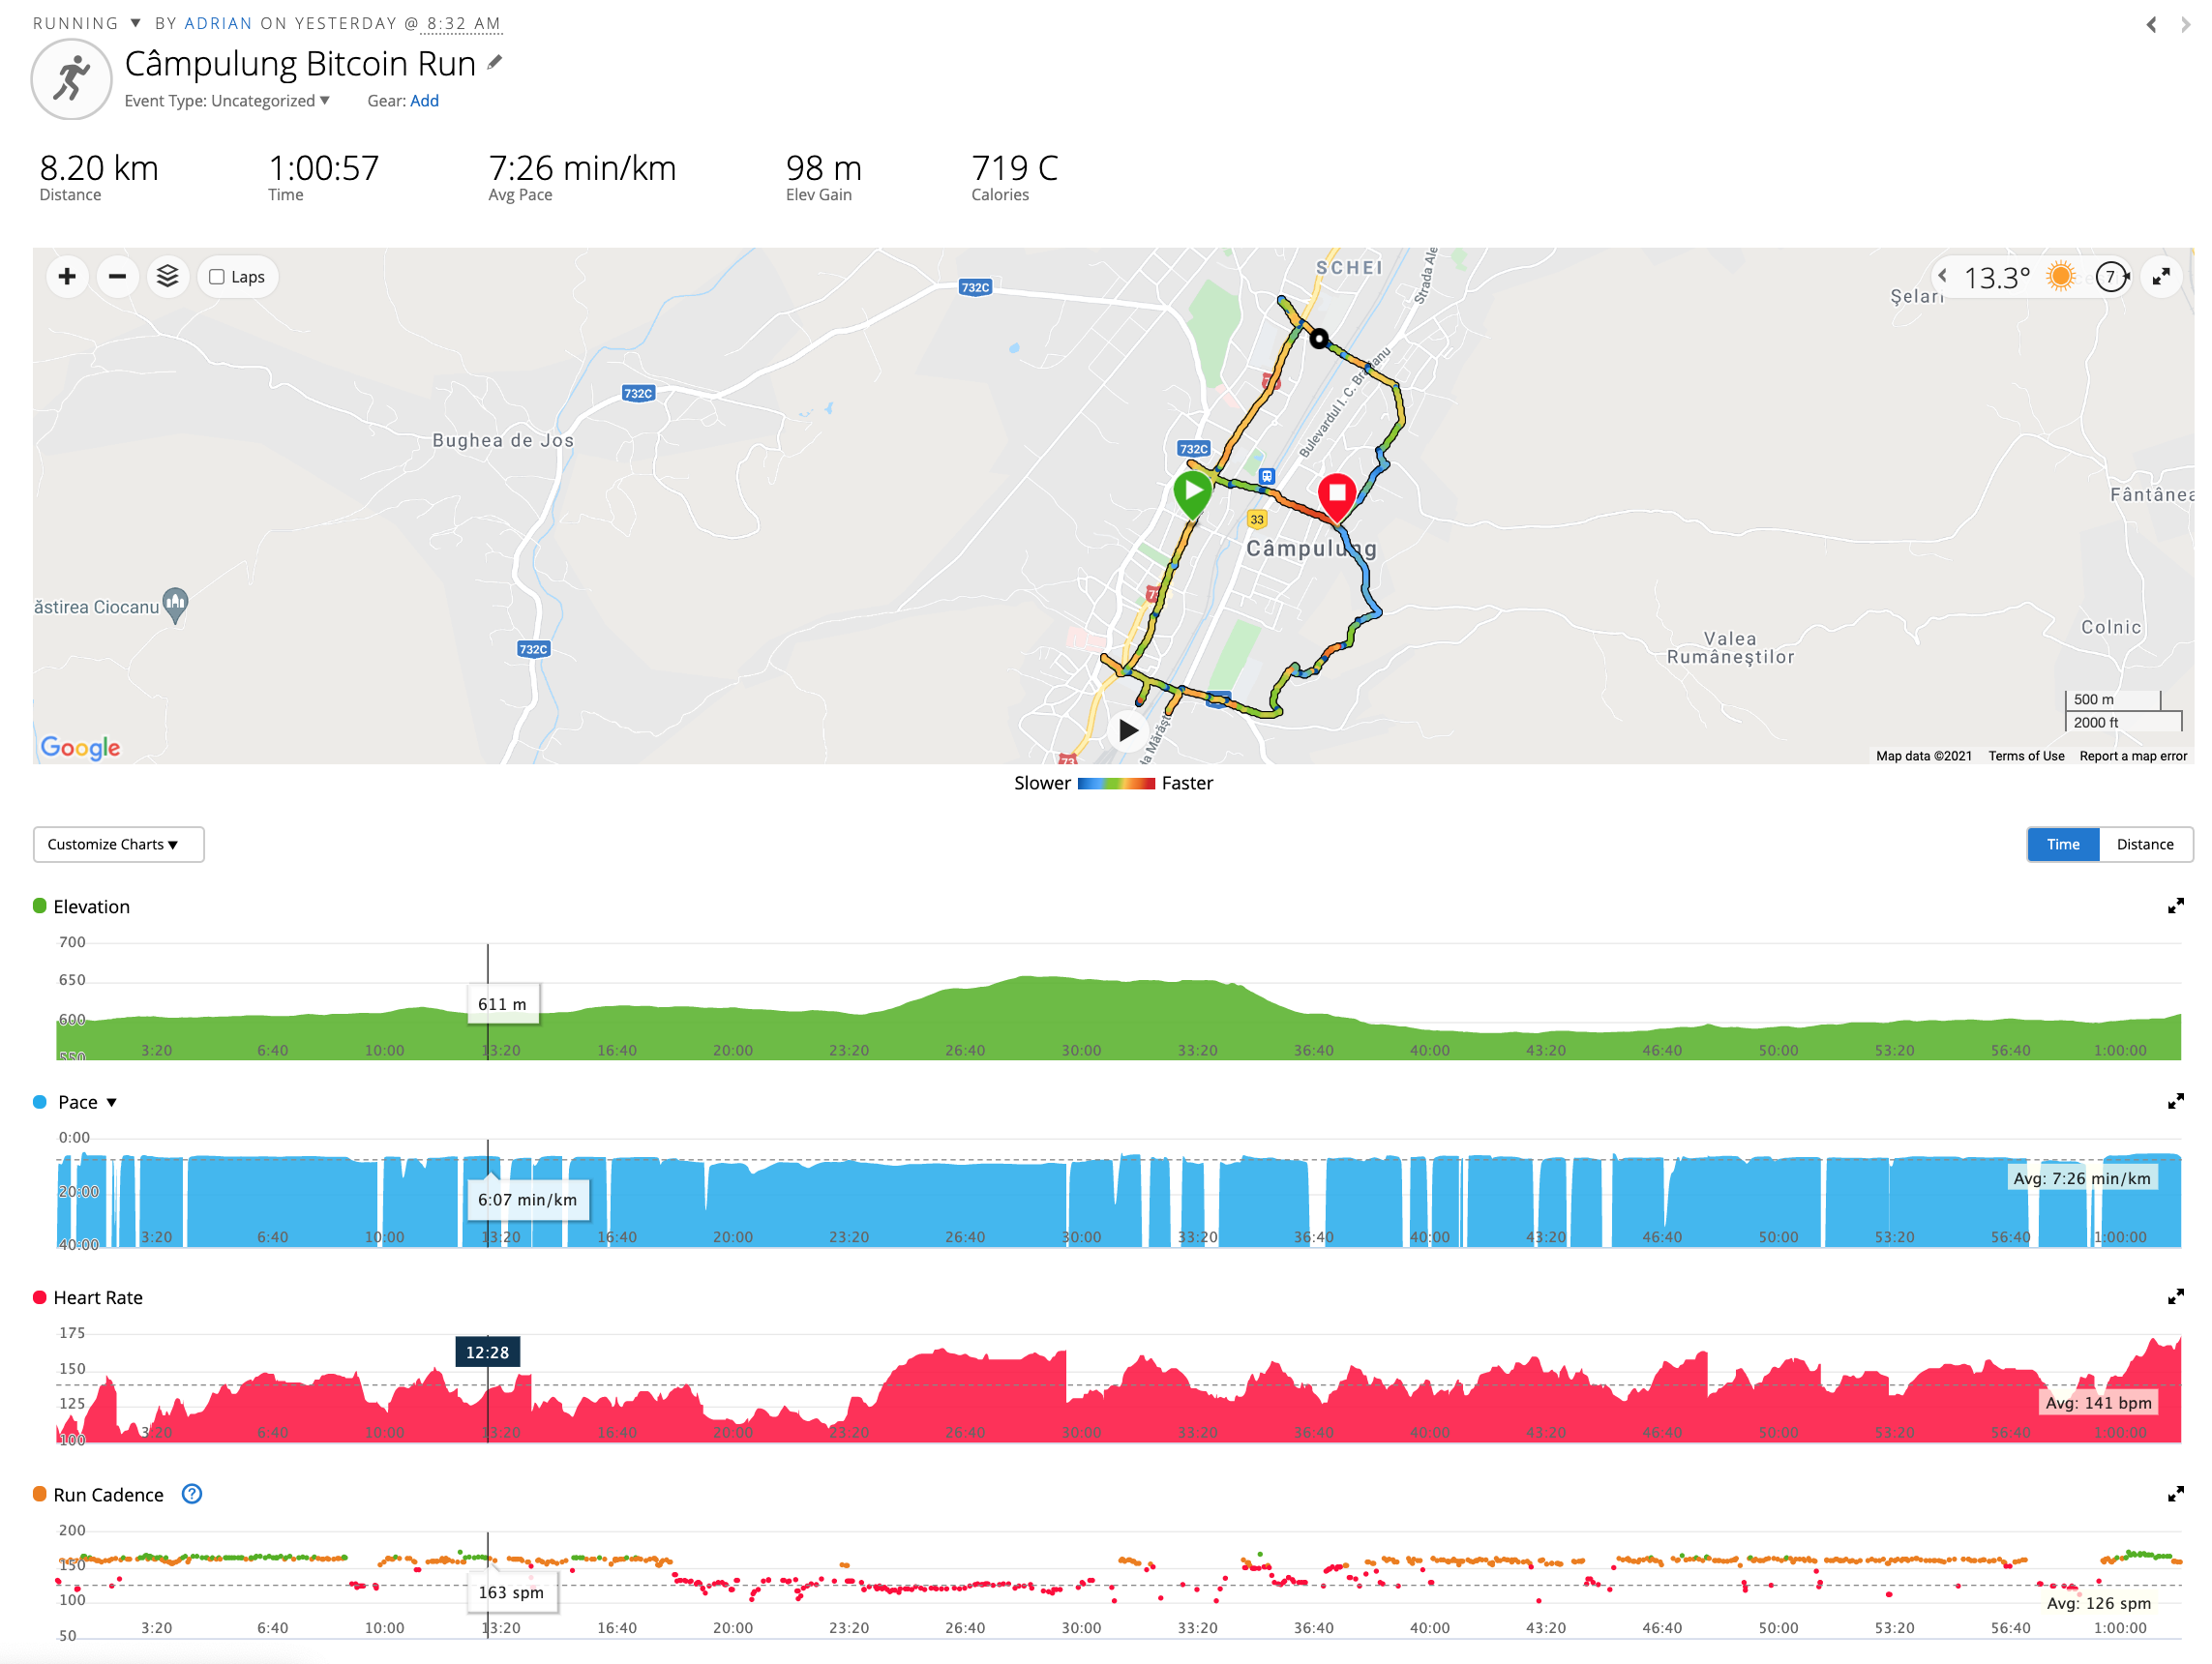 RUNNING ▼ BY ADRIAN ON YESTERDAY @ 8:32 AM
Câmpulung Bitcoin Run
Event Type: Uncategorized ▼ Gear: Add
8.20 km 1:00:57 7:26 min/km 98 m 719 C
Distance Time Avg Pace Elev Gain Calories
+ − Laps
SCHEI
Strada Ale
13.3° 7
Șelari
732C
732C
Bughea de Jos
Bulevardul I. C. Brătianu
732C
Fântânea
33
Câmpulung
ăstirea Ciocanu
73
Colnic
Valea
Rumâneștilor
732C
500 m
2000 ft
da Mărăști
73
Google
Map data ©2021 Terms of Use Report a map error
Slower Faster
Customize Charts ▼
Time Distance
Elevation
700
650
611 m
600
550 3:20 6:40 10:00 13:20 16:40 20:00 23:20 26:40 30:00 33:20 36:40 40:00 43:20 46:40 50:00 53:20 56:40 1:00:00
Pace ▼
0:00
Avg: 7:26 min/km
20:00
6:07 min/km
40:00 3:20 6:40 10:00 13:20 16:40 20:00 23:20 26:40 30:00 33:20 36:40 40:00 43:20 46:40 50:00 53:20 56:40 1:00:00
Heart Rate
175
12:28
150
125
Avg: 141 bpm
100 3:20 6:40 10:00 13:20 16:40 20:00 23:20 26:40 30:00 33:20 36:40 40:00 43:20 46:40 50:00 53:20 56:40 1:00:00
Run Cadence ?
200
150
163 spm
100
Avg: 126 spm
3:20 6:40 10:00 13:20 16:40 20:00 23:20 26:40 30:00 33:20 36:40 40:00 43:20 46:40 50:00 53:20 56:40 1:00:00
50